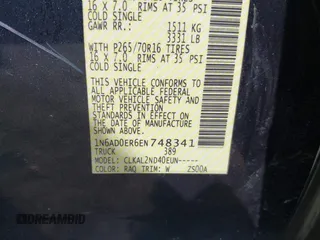 16 X 7.0 RIMS AT 35 PSI
COLD SINGLE
GAWR RR: 1511 KG
3331 LB
WITH P265/70R16 TIRES
16 X 7.0 RIMS AT 35 PSI
COLD SINGLE
THIS VEHICLE CONFORMS TO ALL
APPLICABLE FEDERAL MOTOR
VEHICLE SAFETY AND THEFT
PREVENTION STANDARDS IN
EFFECT ON THE DATE OF
MANUFACTURE SHOWN ABOVE.
1N6AD0ER6EN748341
TRUCK 389
MODEL: CLKAL2ND40EUN-----
COLOR: RAQ TRIM: W ZS00A
DREAMBID